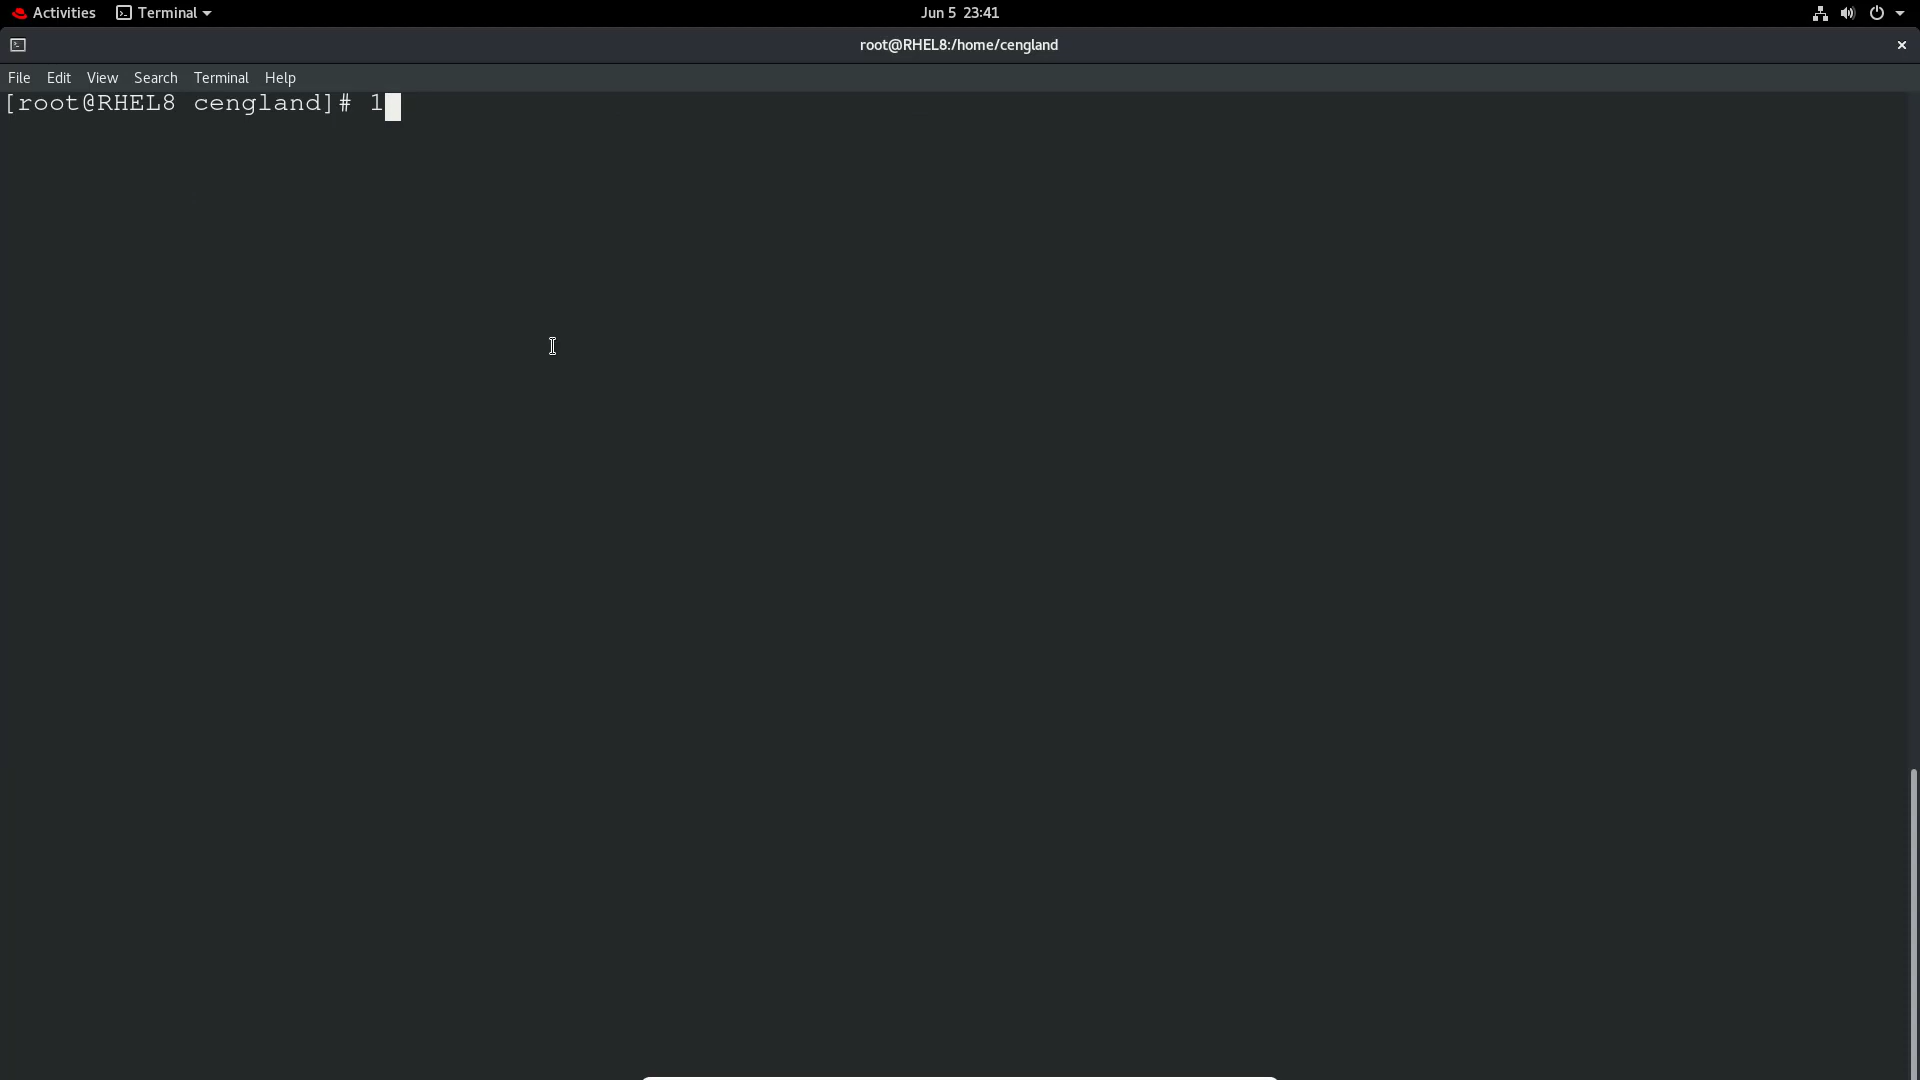 Activities Terminal Jun 5 23:41
root@RHEL8:/home/cengland
File Edit View Search Terminal Help
[root@RHEL8 cengland]# l